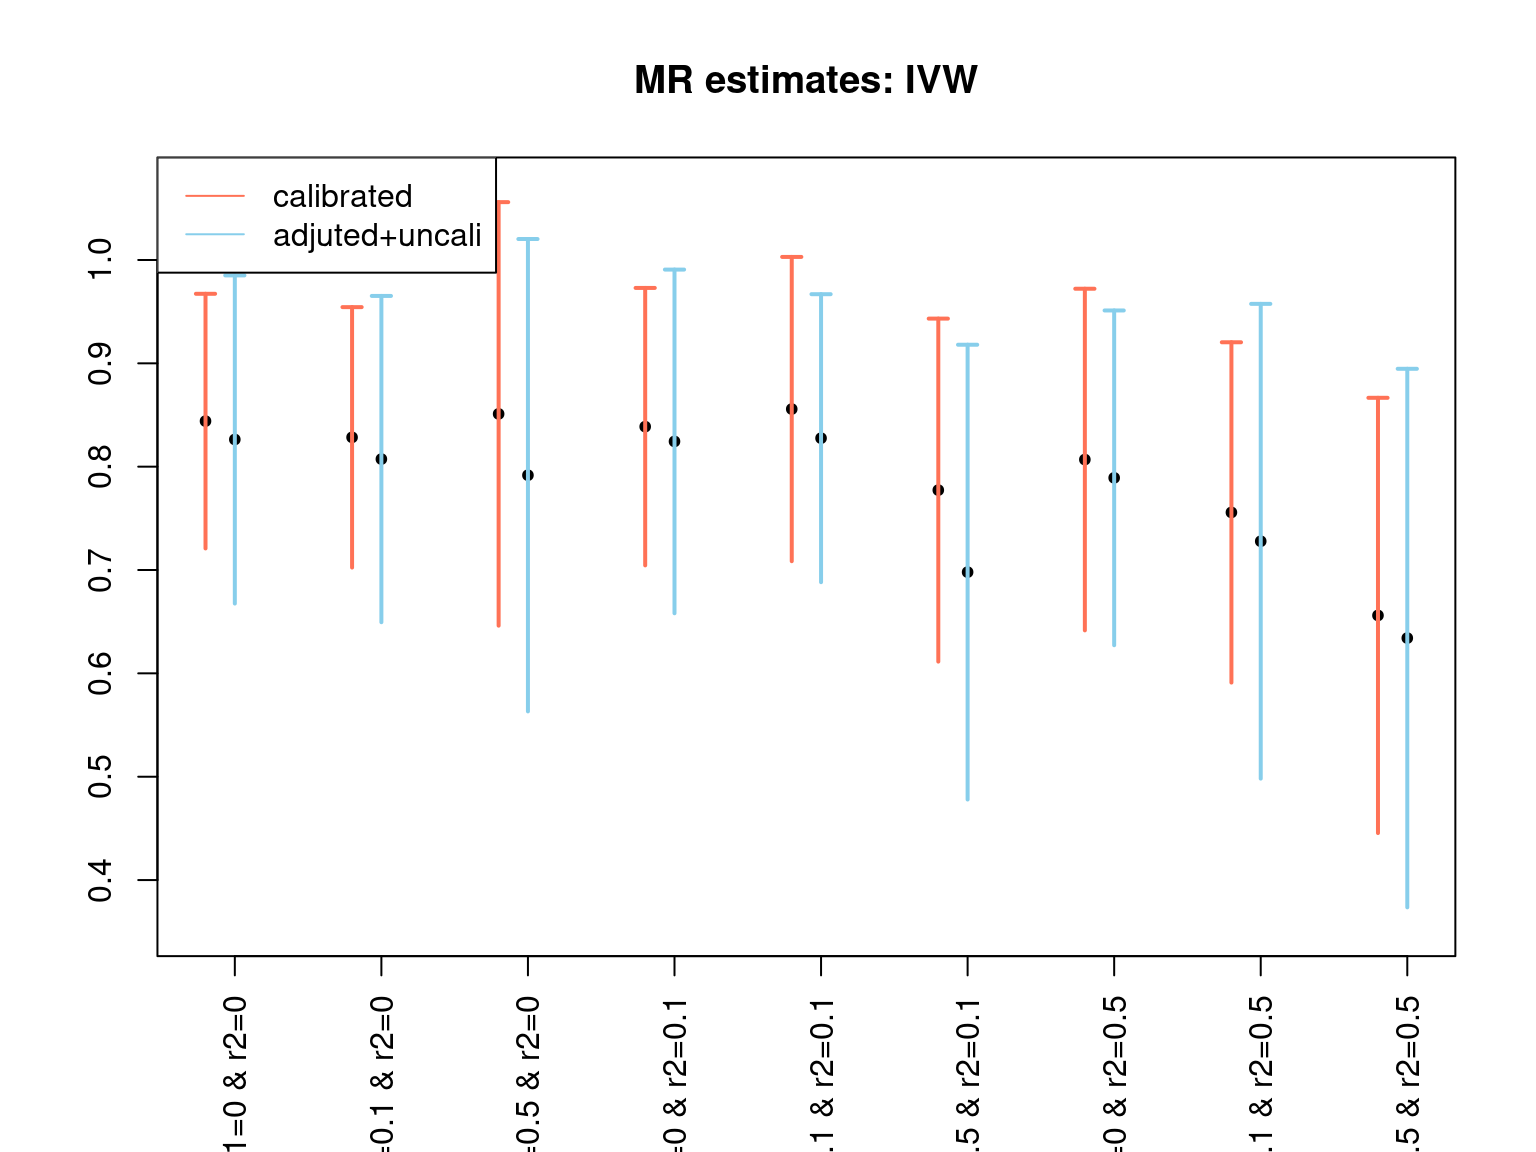 MR estimates: IVW
calibrated
adjuted+uncali
1.0
0.9
0.8
0.7
0.6
0.5
0.4
1=0 & r2=0
=0.1 & r2=0
=0.5 & r2=0
=0 & r2=0.1
.1 & r2=0.1
.5 & r2=0.1
=0 & r2=0.5
.1 & r2=0.5
.5 & r2=0.5